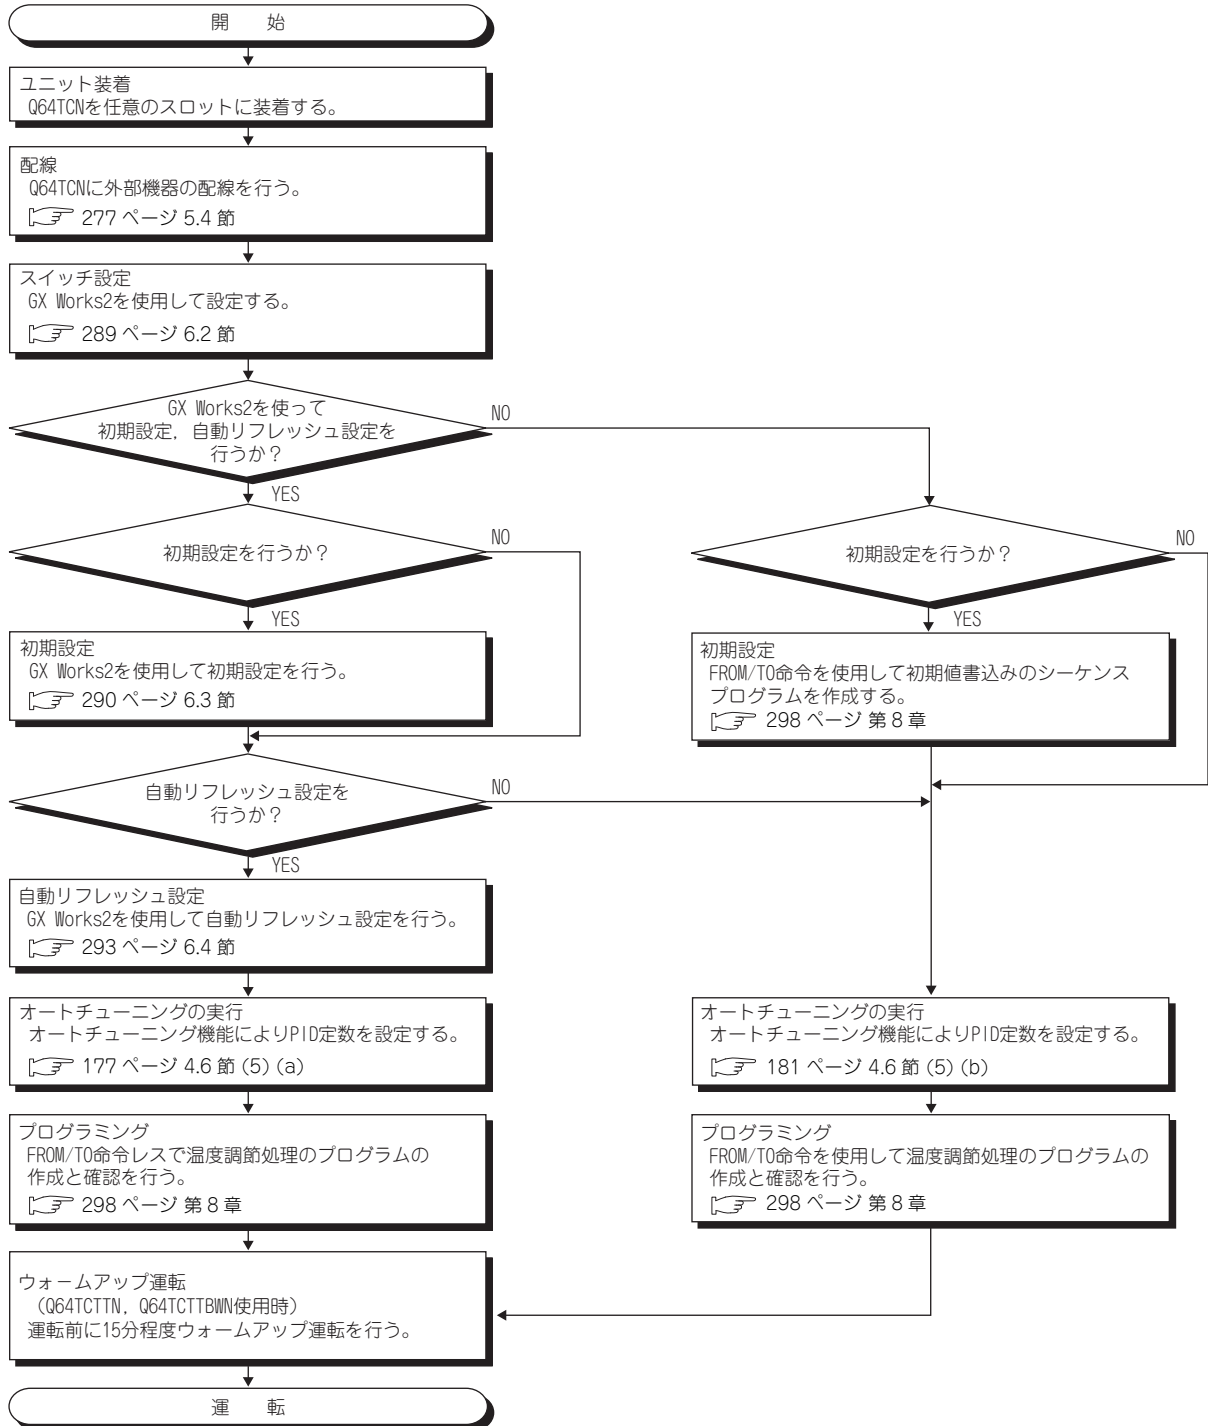 開 始
ユニット装着
Q64TCNを任意のスロットに装着する。
配線
Q64TCNに外部機器の配線を行う。
277 ページ 5.4 節
スイッチ設定
GX Works2を使用して設定する。
289 ページ 6.2 節
GX Works2を使って
初期設定，自動リフレッシュ設定を
行うか？
NO
YES
初期設定を行うか？
NO
YES
初期設定を行うか？
NO
YES
初期設定
GX Works2を使用して初期設定を行う。
290 ページ 6.3 節
初期設定
FROM/TO命令を使用して初期値書込みのシーケンス
プログラムを作成する。
298 ページ 第 8 章
自動リフレッシュ設定を
行うか？
NO
YES
自動リフレッシュ設定
GX Works2を使用して自動リフレッシュ設定を行う。
293 ページ 6.4 節
オートチューニングの実行
オートチューニング機能によりPID定数を設定する。
177 ページ 4.6 節 (5) (a)
オートチューニングの実行
オートチューニング機能によりPID定数を設定する。
181 ページ 4.6 節 (5) (b)
プログラミング
FROM/TO命令レスで温度調節処理のプログラムの
作成と確認を行う。
298 ページ 第 8 章
プログラミング
FROM/TO命令を使用して温度調節処理のプログラムの
作成と確認を行う。
298 ページ 第 8 章
ウォームアップ運転
（Q64TCTTN，Q64TCTTBWN使用時）
運転前に15分程度ウォームアップ運転を行う。
運 転